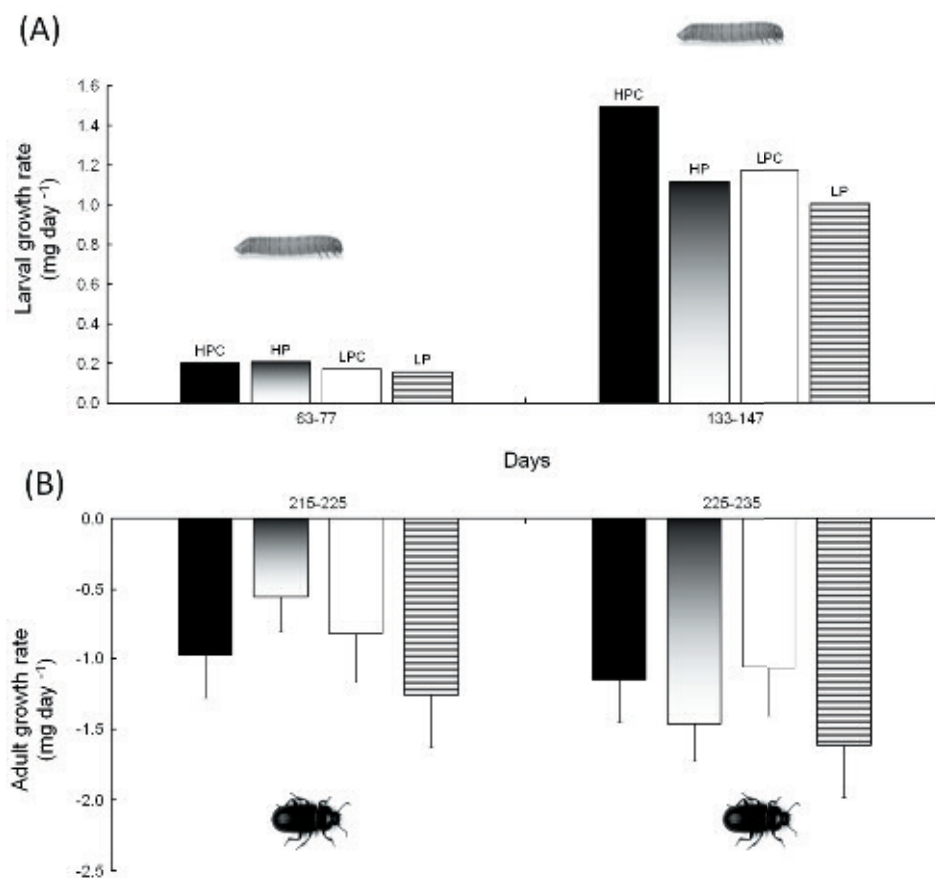 (A)
Larval growth rate
(mg day -1)
1.6
1.4
1.2
1.0
0.8
0.6
0.4
0.2
0.0
HPC
HP
LPC
LP
HPC
HP
LPC
LP
63-77
133-147
Days
(B)
215-225
225-235
Adult growth rate
(mg day -1)
0.0
-0.5
-1.0
-1.5
-2.0
-2.5